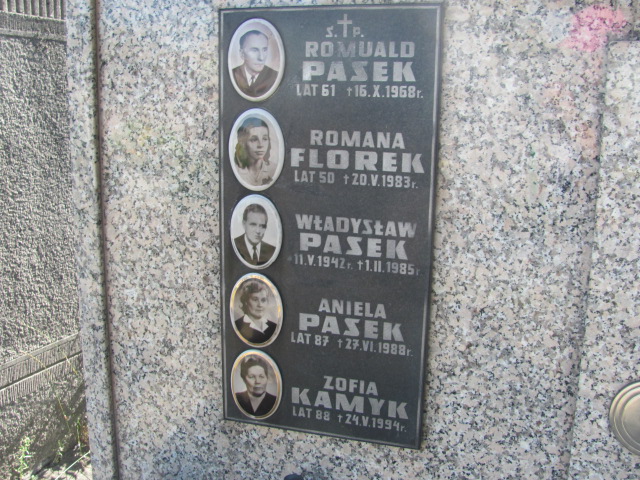 Ś. † P.
ROMUALD
PASEK
LAT 61 † 16.X.1968r.
ROMANA
FLOREK
LAT 50 † 20.V.1983r.
WŁADYSŁAW
PASEK
* 11.V.1942r. † 1.II.1985r
ANIELA
PASEK
LAT 87 † 27.VI.1988r.
ZOFIA
KAMYK
LAT 88 † 24.V.1994r.